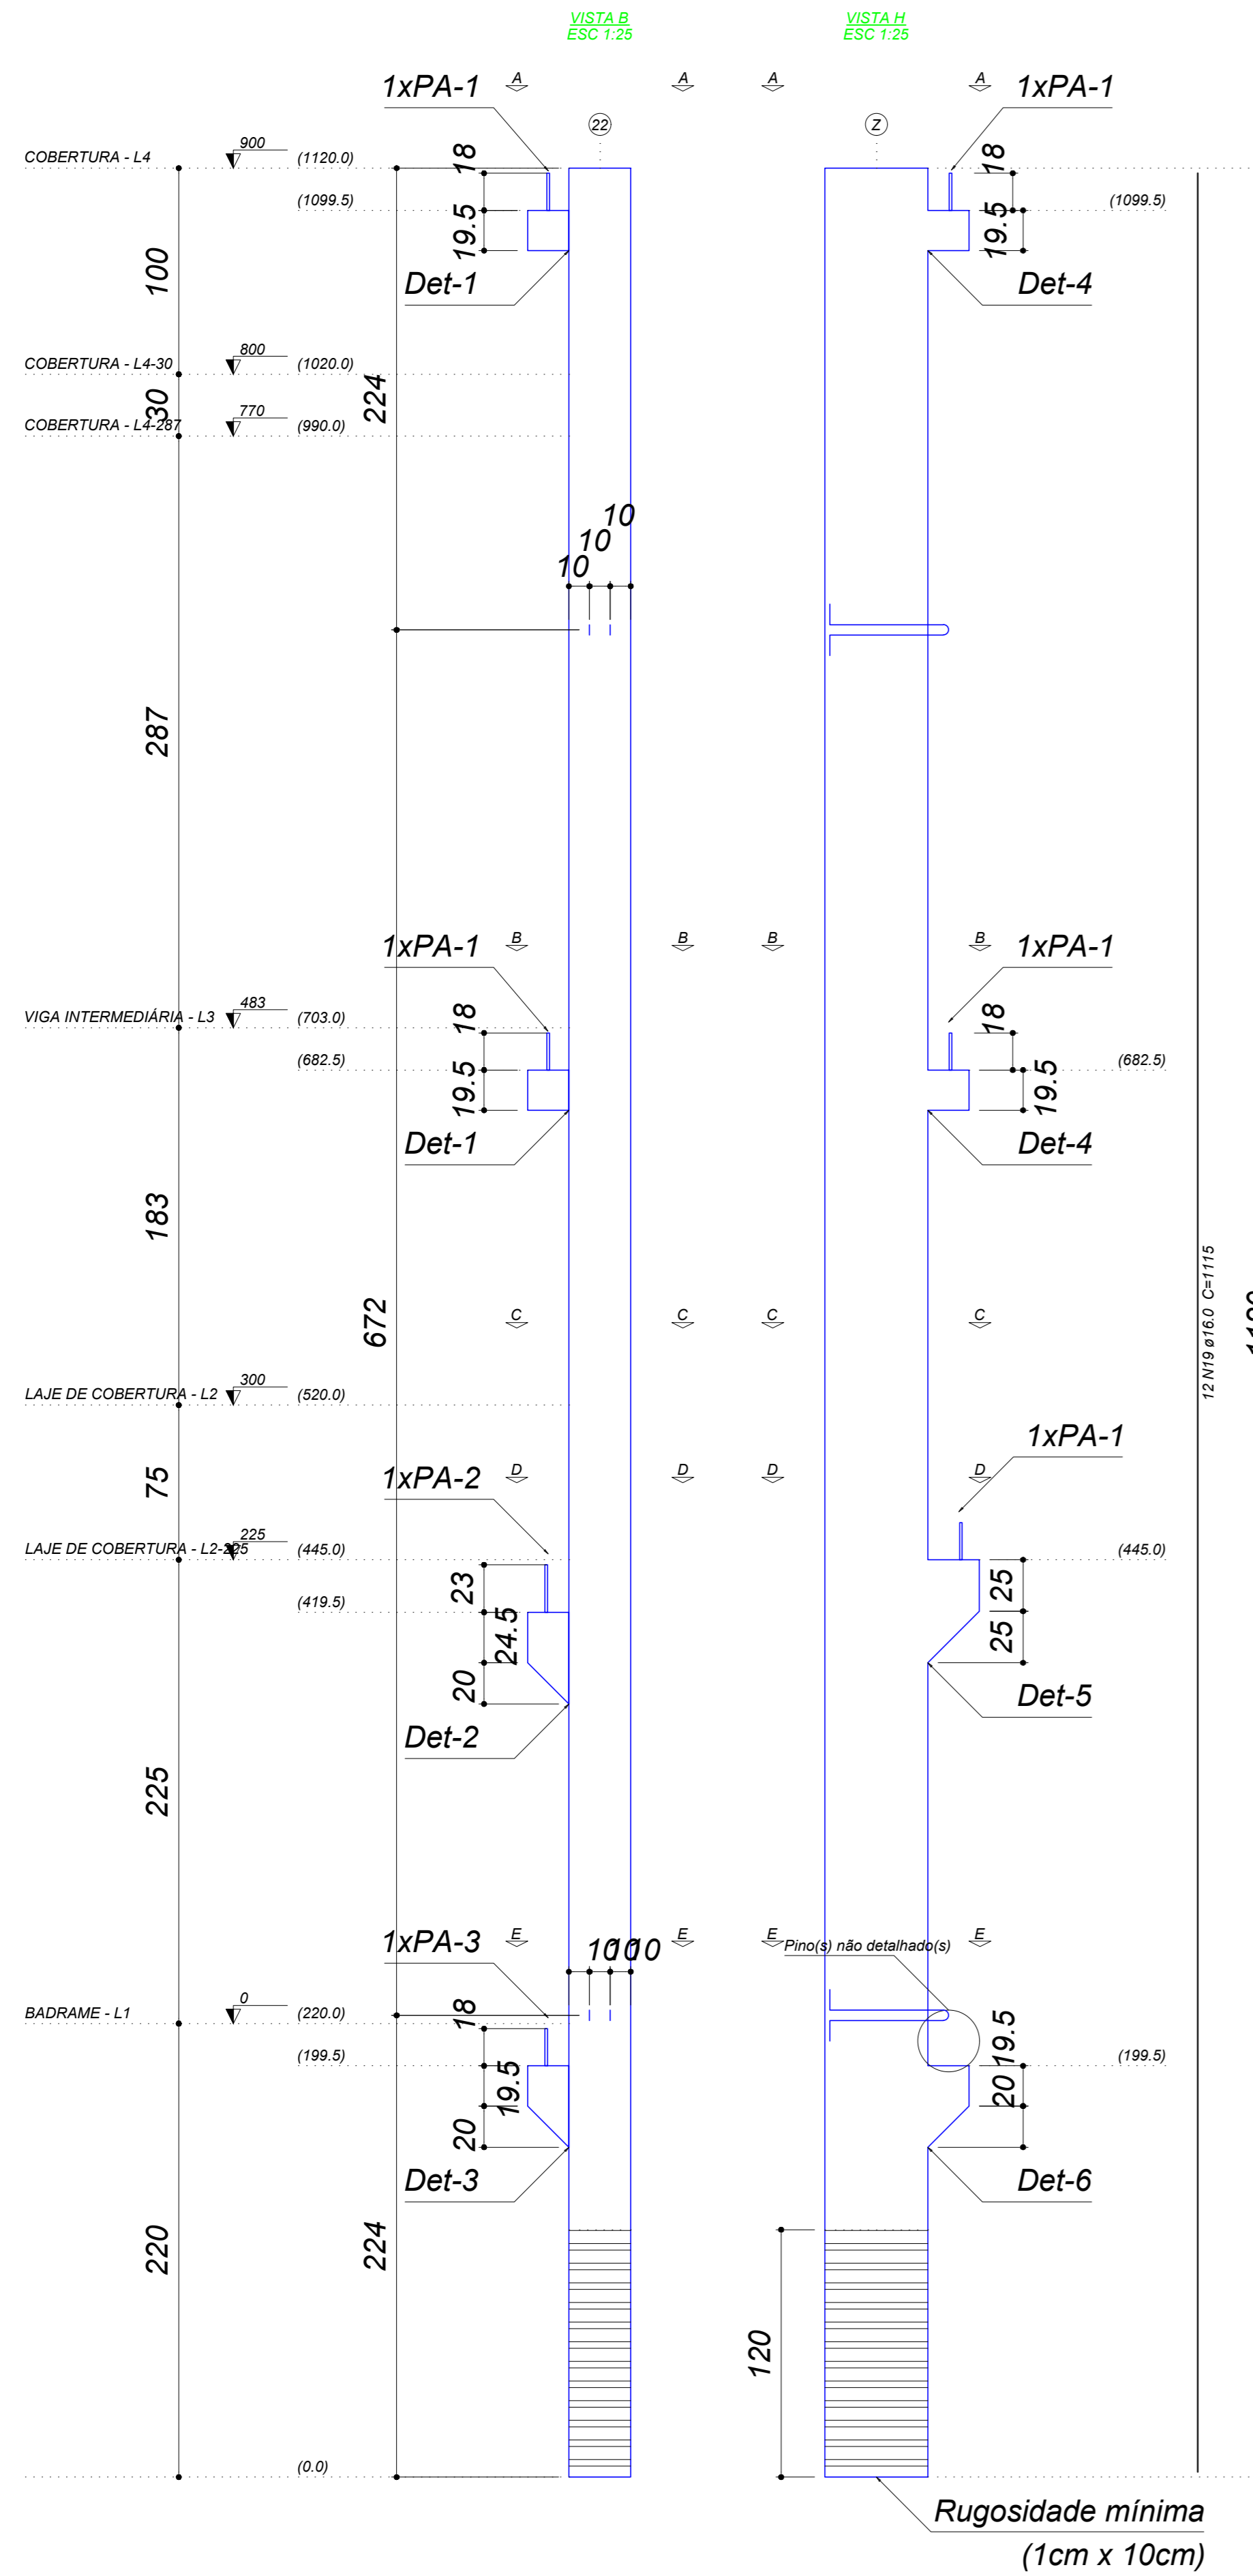 VISTA B
ESC 1:25
VISTA H
ESC 1:25
A A A A
1xPA-1 1xPA-1
22 Z
COBERTURA - L4 900 (1120.0) 18 18
(1099.5) 19.5 19.5 (1099.5)
100 Det-1 Det-4
COBERTURA - L4-30 800 (1020.0)
30 224
COBERTURA - L4-287 770 (990.0)
10 10 10
287
B B B B
1xPA-1 1xPA-1
VIGA INTERMEDIÁRIA - L3 483 (703.0) 18 18
(682.5) 19.5 19.5 (682.5)
Det-1 Det-4
183
672
C C C C
12 N19 ø16.0 C=1115
LAJE DE COBERTURA - L2 300 (520.0)
1xPA-1
75 1xPA-2 D D D D
LAJE DE COBERTURA - L2-225 225 (445.0) (445.0)
23 25
(419.5) 24.5 25
20 Det-5
Det-2
225
1xPA-3 E E E E
Pino(s) não detalhado(s)
10 10 10
BADRAME - L1 0 (220.0) 18 19.5
(199.5) 19.5 20 (199.5)
20
Det-3 Det-6
220 224
120
(0.0)
Rugosidade mínima
(1cm x 10cm)